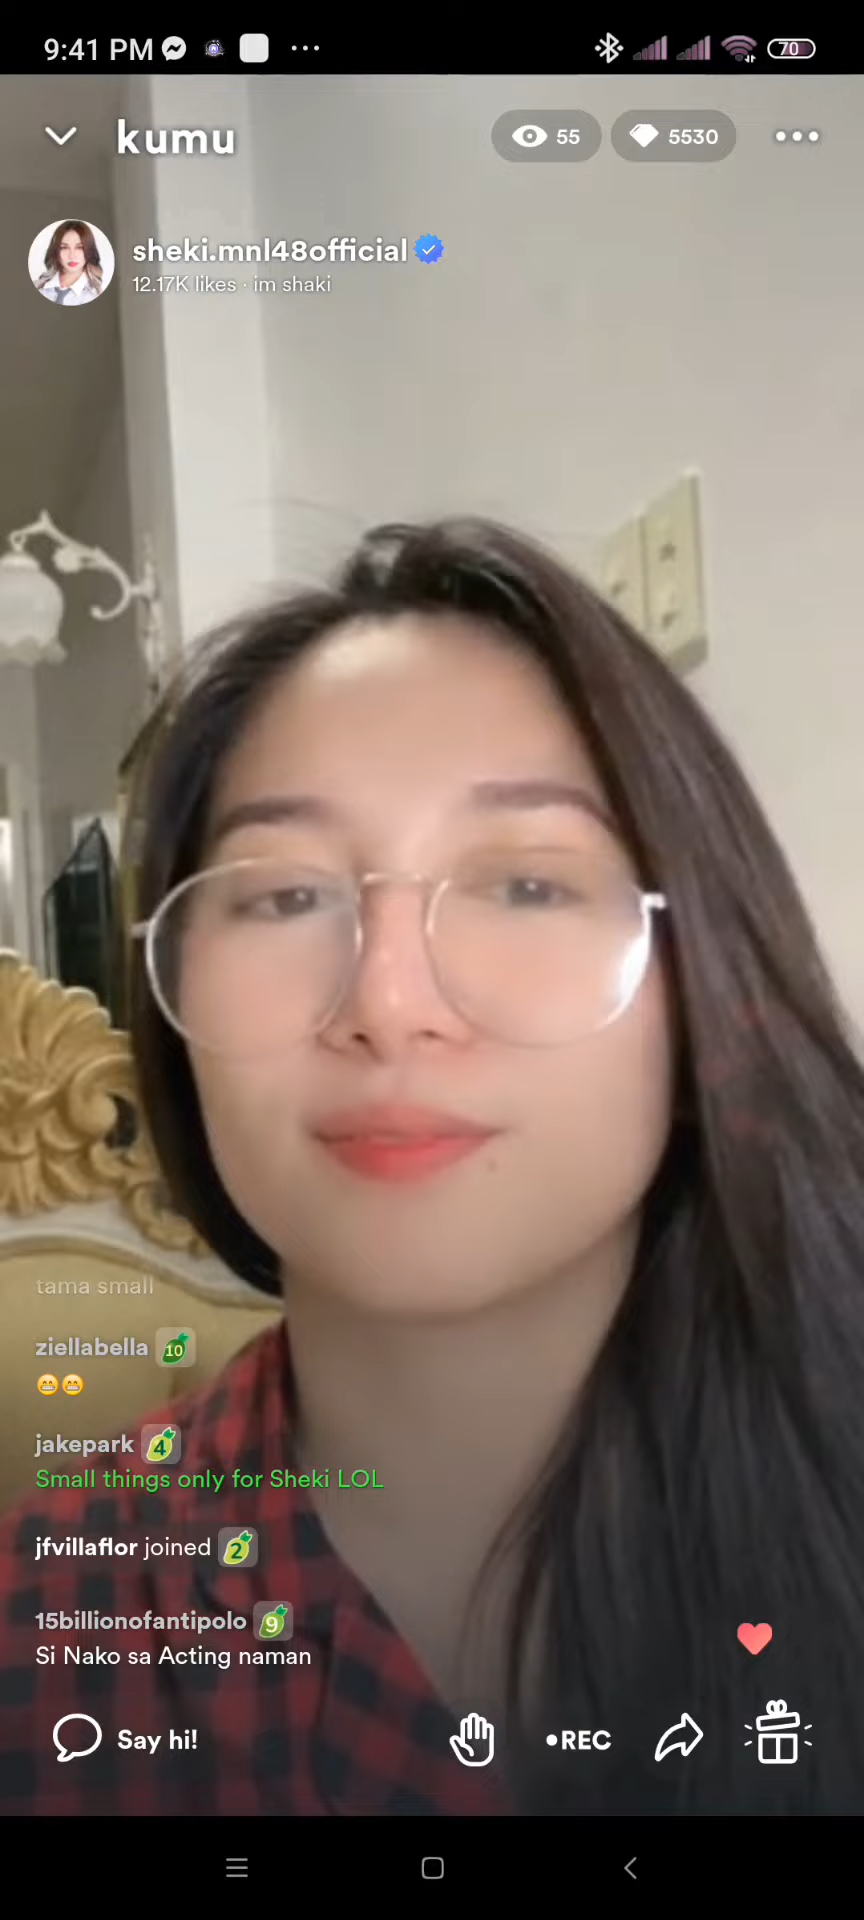 9:41 PM
70
kumu
55
5530
sheki.mnl48official
12.17K likes · im shaki
tama small
ziellabella 10
😁😁
jakepark 4
Small things only for Sheki LOL
jfvillaflor joined 2
15billionofantipolo 9
Si Nako sa Acting naman
Say hi!
•REC